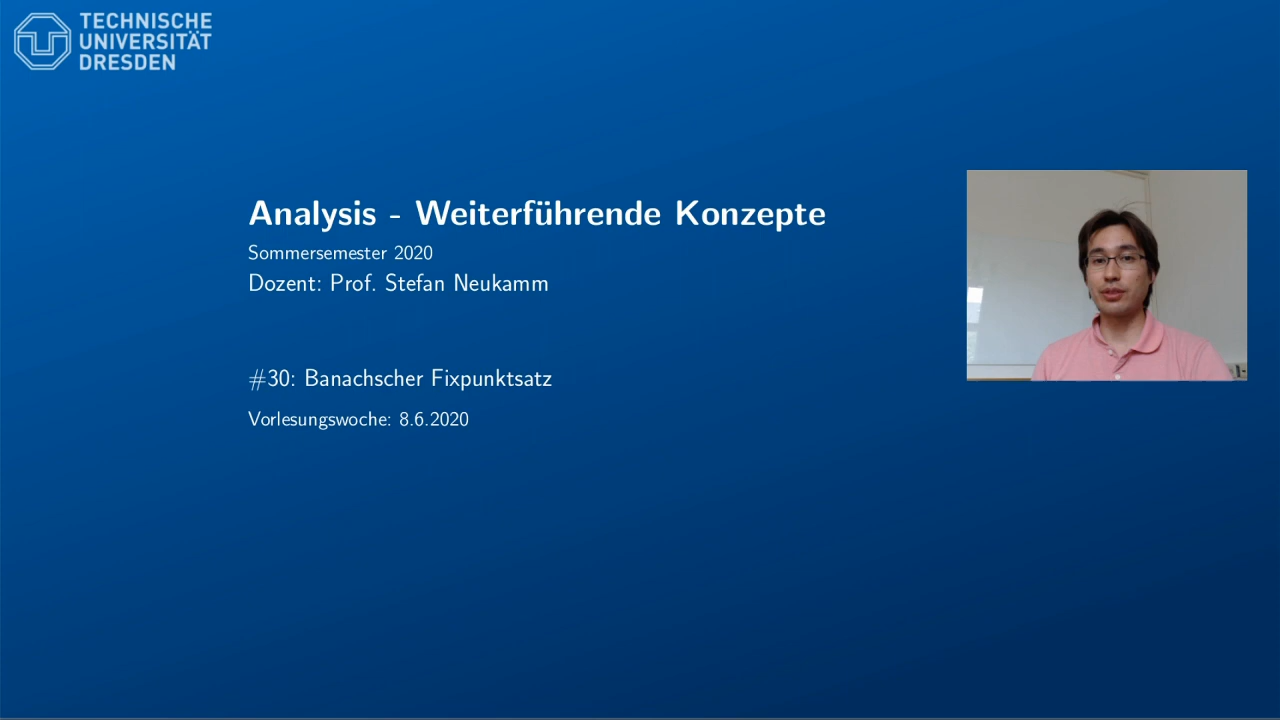 TECHNISCHE
UNIVERSITÄT
DRESDEN
Analysis - Weiterführende Konzepte
Sommersemester 2020
Dozent: Prof. Stefan Neukamm
#30: Banachscher Fixpunktsatz
Vorlesungswoche: 8.6.2020